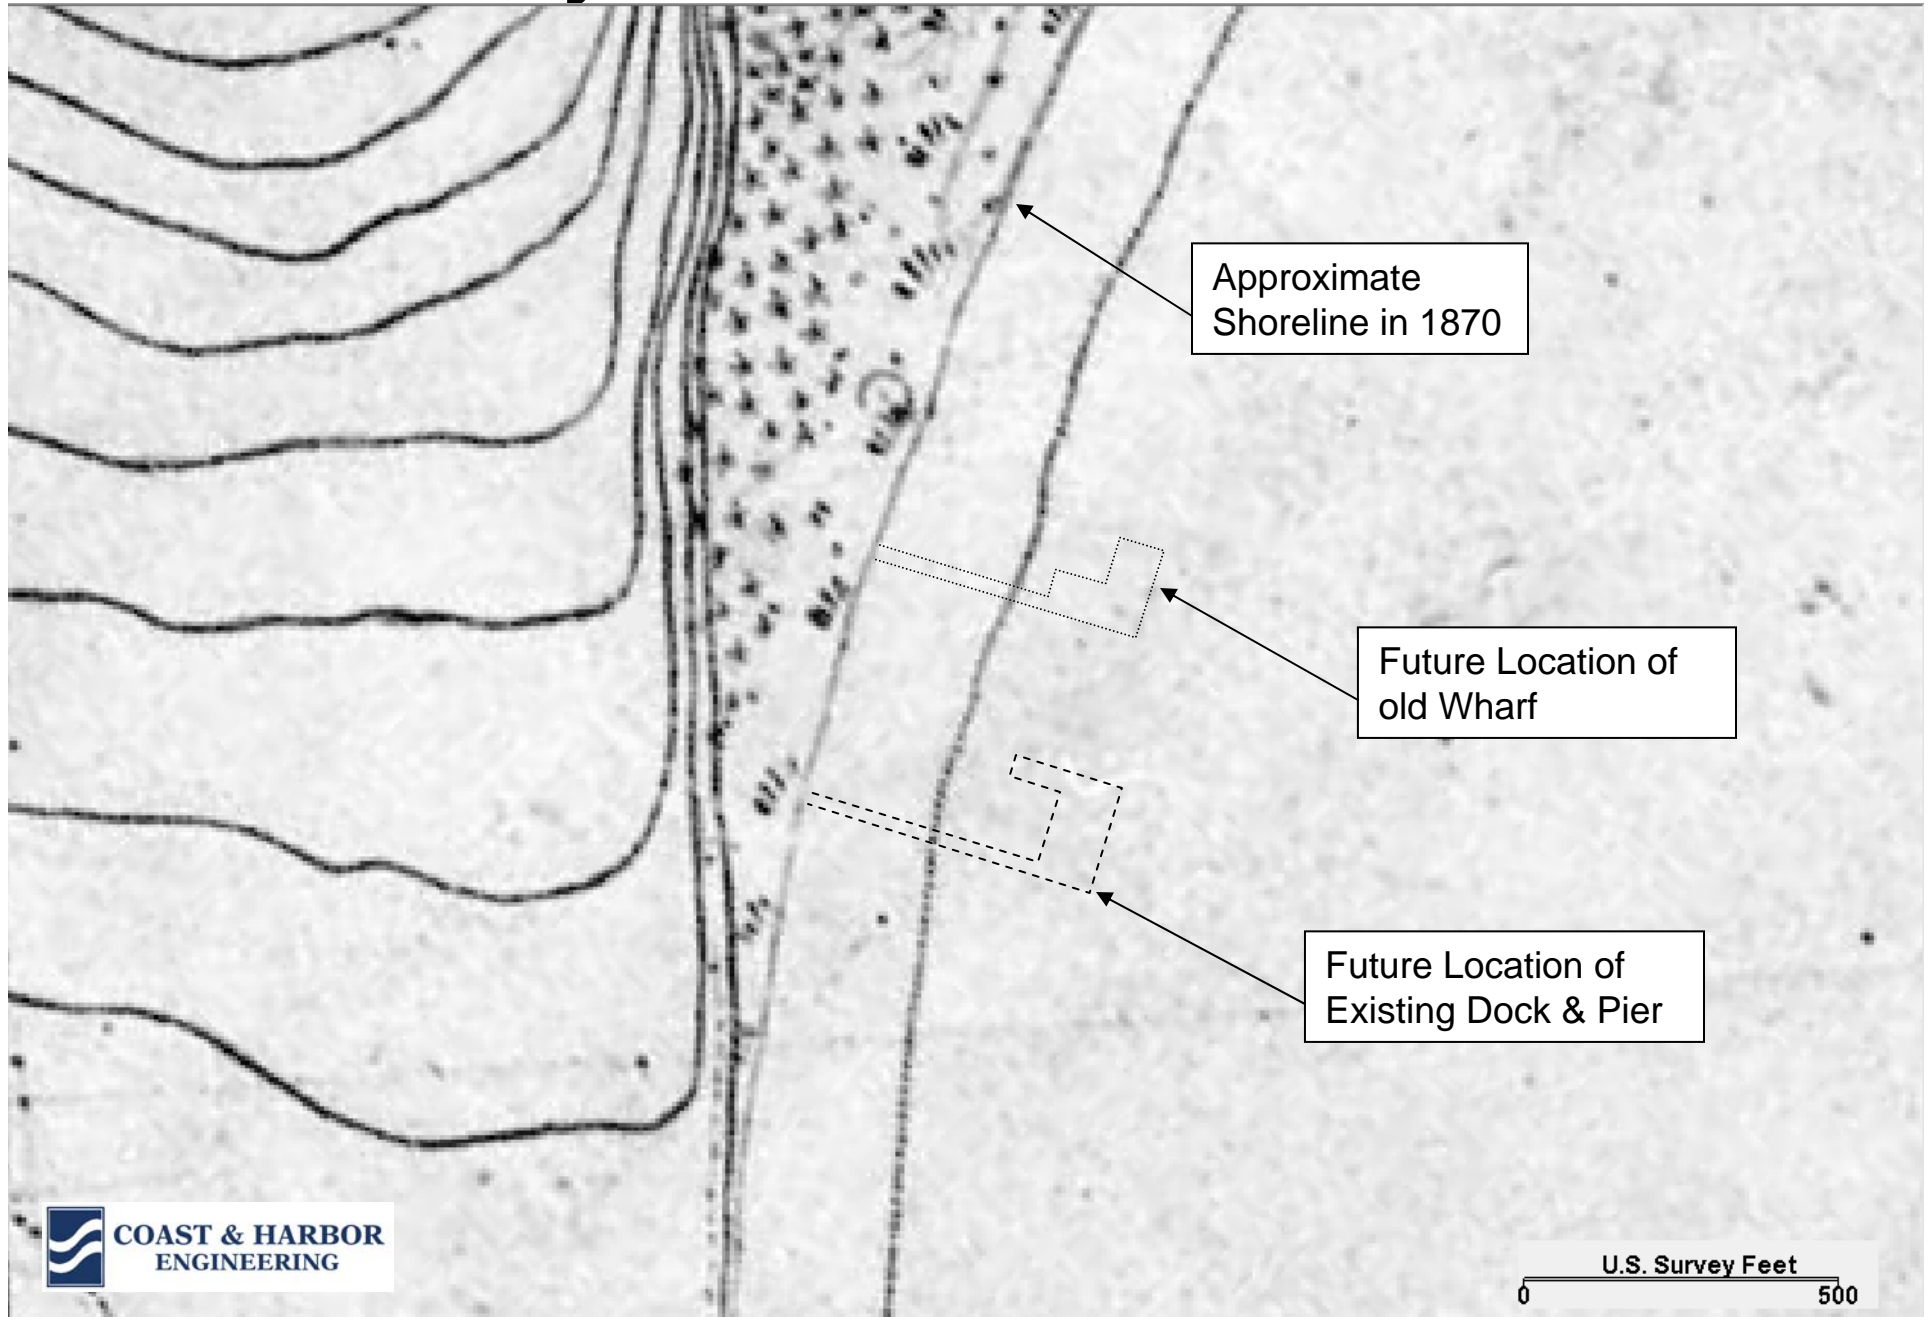 Approximate
Shoreline in 1870
Future Location of
old Wharf
Future Location of
Existing Dock & Pier
COAST & HARBOR
ENGINEERING
U.S. Survey Feet
0 500